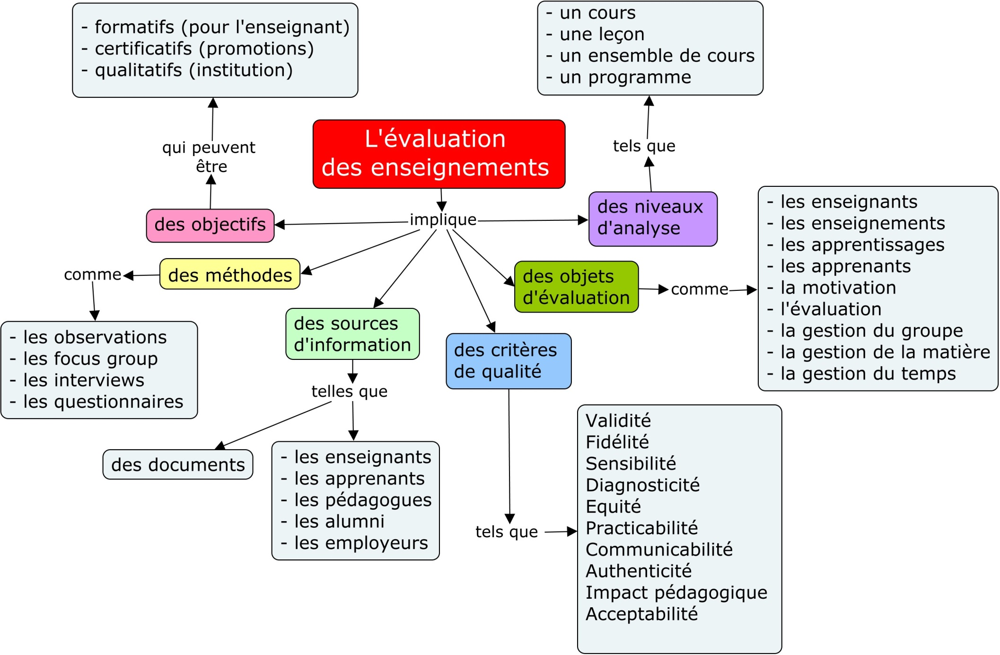 - formatifs (pour l'enseignant)
- certificatifs (promotions)
- qualitatifs (institution)
- un cours
- une leçon
- un ensemble de cours
- un programme
qui peuvent
être
L'évaluation
des enseignements
tels que
des objectifs
implique
des niveaux
d'analyse
- les enseignants
- les enseignements
- les apprentissages
- les apprenants
- la motivation
- l'évaluation
- la gestion du groupe
- la gestion de la matière
- la gestion du temps
comme
des méthodes
des objets
d'évaluation
comme
- les observations
- les focus group
- les interviews
- les questionnaires
des sources
d'information
des critères
de qualité
telles que
des documents
- les enseignants
- les apprenants
- les pédagogues
- les alumni
- les employeurs
tels que
Validité
Fidélité
Sensibilité
Diagnosticité
Equité
Practicabilité
Communicabilité
Authenticité
Impact pédagogique
Acceptabilité